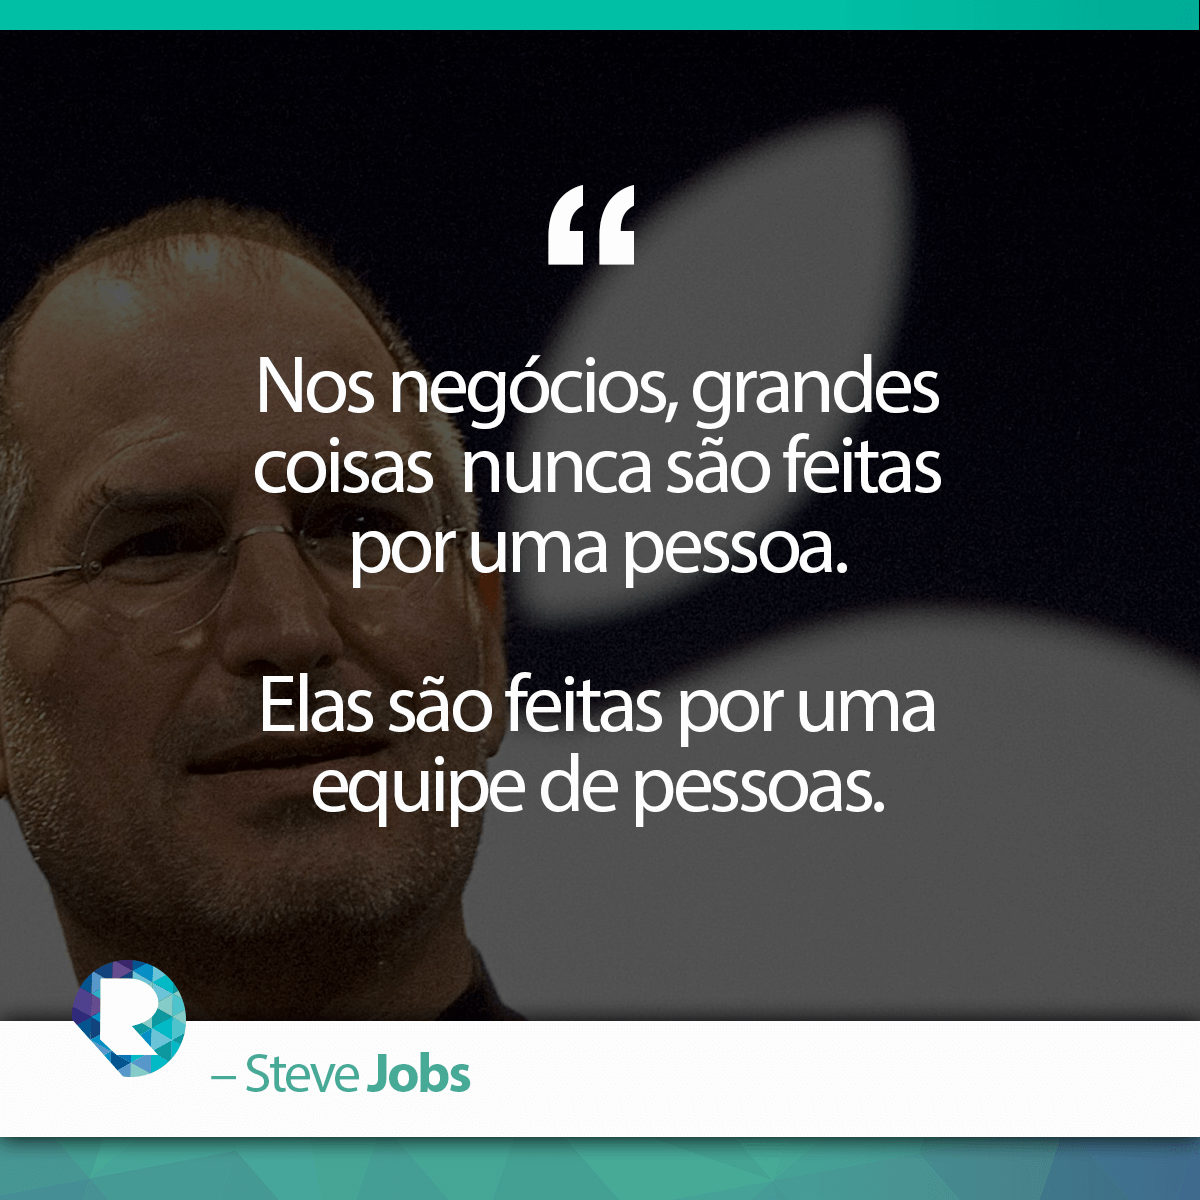 “
Nos negócios, grandes
coisas nunca são feitas
por uma pessoa.
Elas são feitas por uma
equipe de pessoas.
R
– Steve Jobs